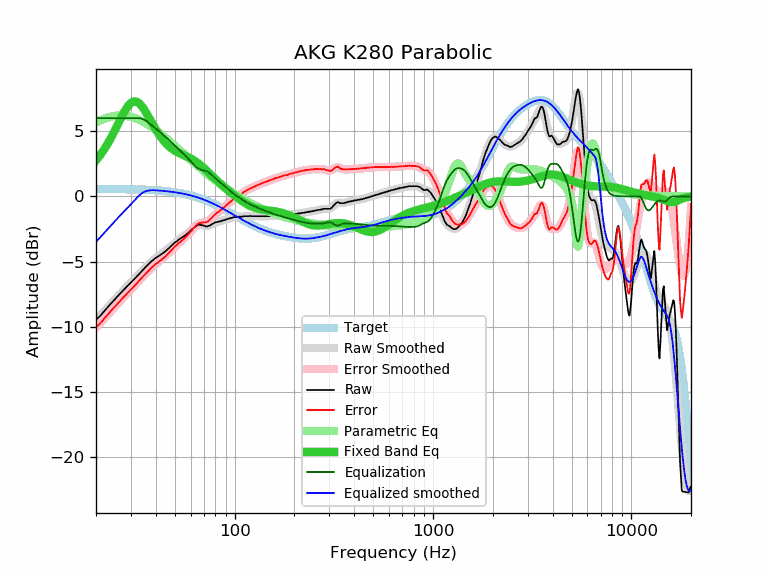 AKG K280 Parabolic
Amplitude (dBr)
5
0
−5
−10
−15
−20
Target
Raw Smoothed
Error Smoothed
Raw
Error
Parametric Eq
Fixed Band Eq
Equalization
Equalized smoothed
100 1000 10000
Frequency (Hz)